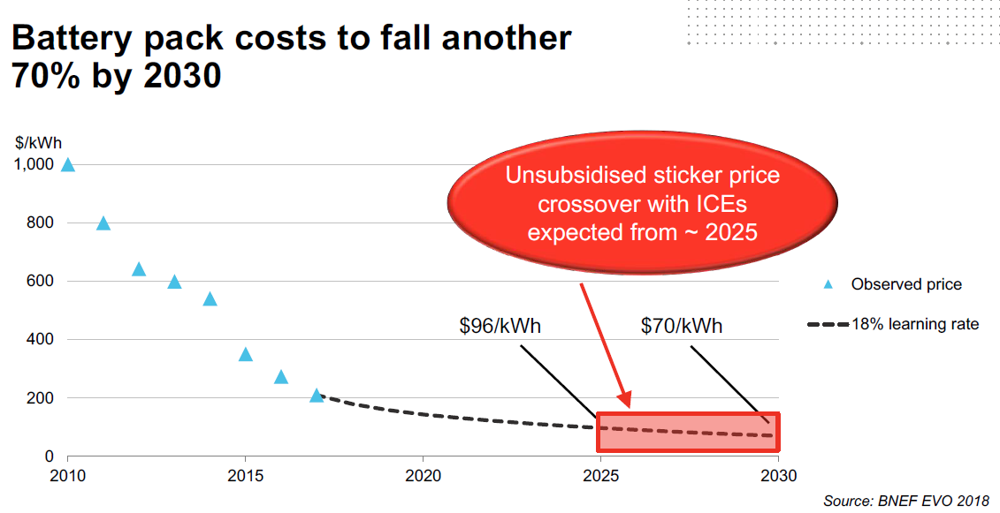 Battery pack costs to fall another
70% by 2030
$/kWh
1,000
800
600
400
200
0
2010
2015
2020
2025
2030
Unsubsidised sticker price
crossover with ICEs
expected from ~ 2025
$96/kWh
$70/kWh
Observed price
18% learning rate
Source: BNEF EVO 2018